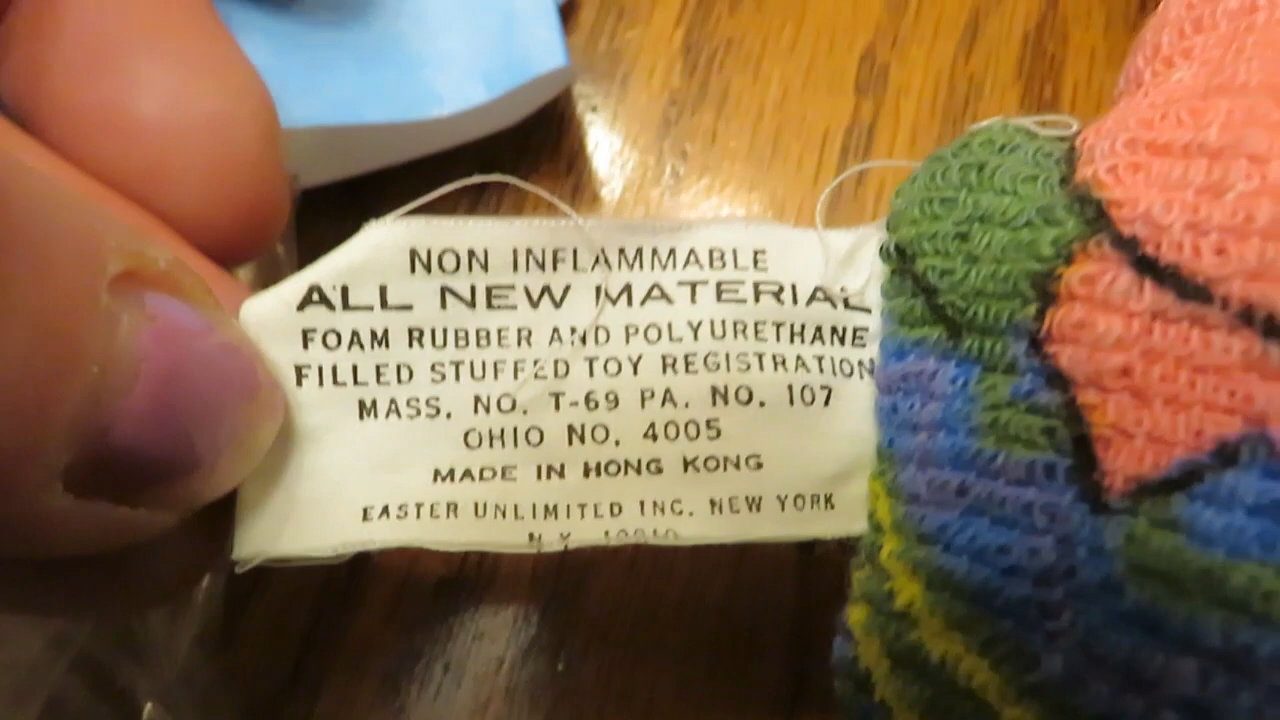 NON INFLAMMABLE
ALL NEW MATERIAL
FOAM RUBBER AND POLYURETHANE
FILLED STUFFED TOY REGISTRATION
MASS. NO. T-69 PA. NO. 107
OHIO NO. 4005
MADE IN HONG KONG
EASTER UNLIMITED INC. NEW YORK
N.Y.